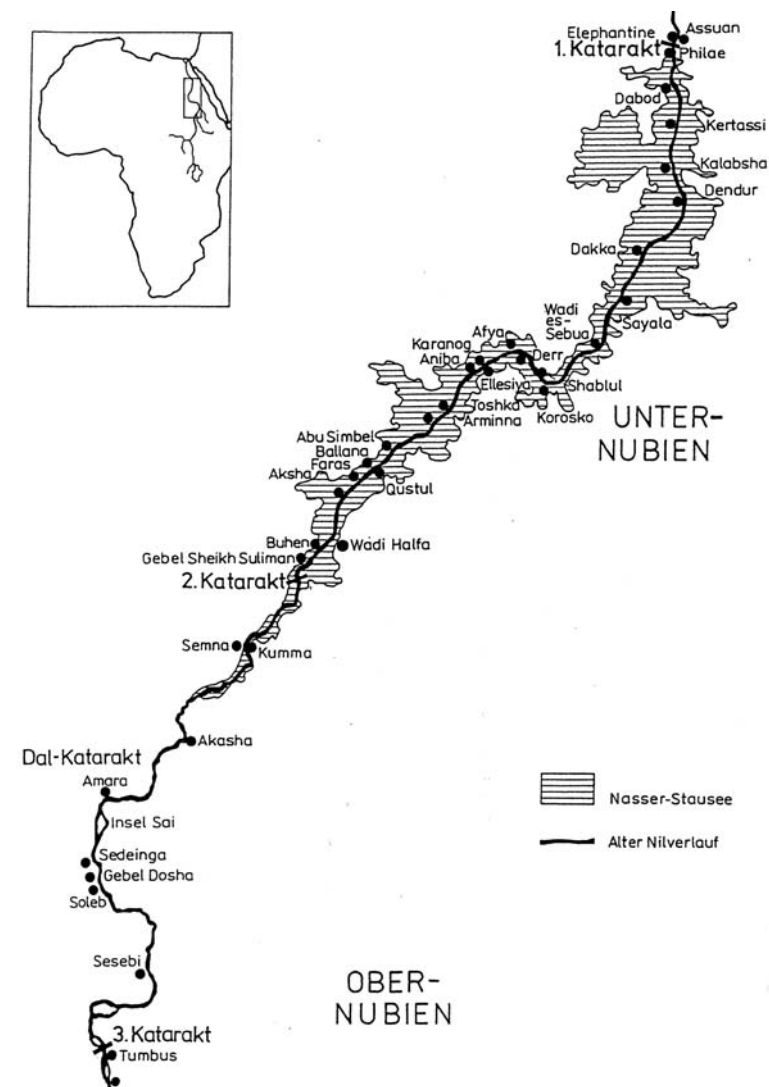 Elephantine
Assuan
1.Katarakt
Philae
Dabod
Kertassi
Kalabsha
Dendur
Dakka
Wadi
es-
Sebua
Sayala
Afya
Karanog
Aniba
Derr
Ellesiya
Shablul
Korosko
Toshka
Arminna
UNTER-
NUBIEN
Abu Simbel
Ballana
Faras
Aksha
Qustul
Buhen
Wadi Halfa
Gebel Sheikh Suliman
2.Katarakt
Semna
Kumma
Akasha
Dal-Katarakt
Amara
Insel Sai
Nasser-Stausee
Alter Nilverlauf
Sedeinga
Gebel Dosha
Soleb
Sesebi
OBER-
NUBIEN
3.Katarakt
Tumbus